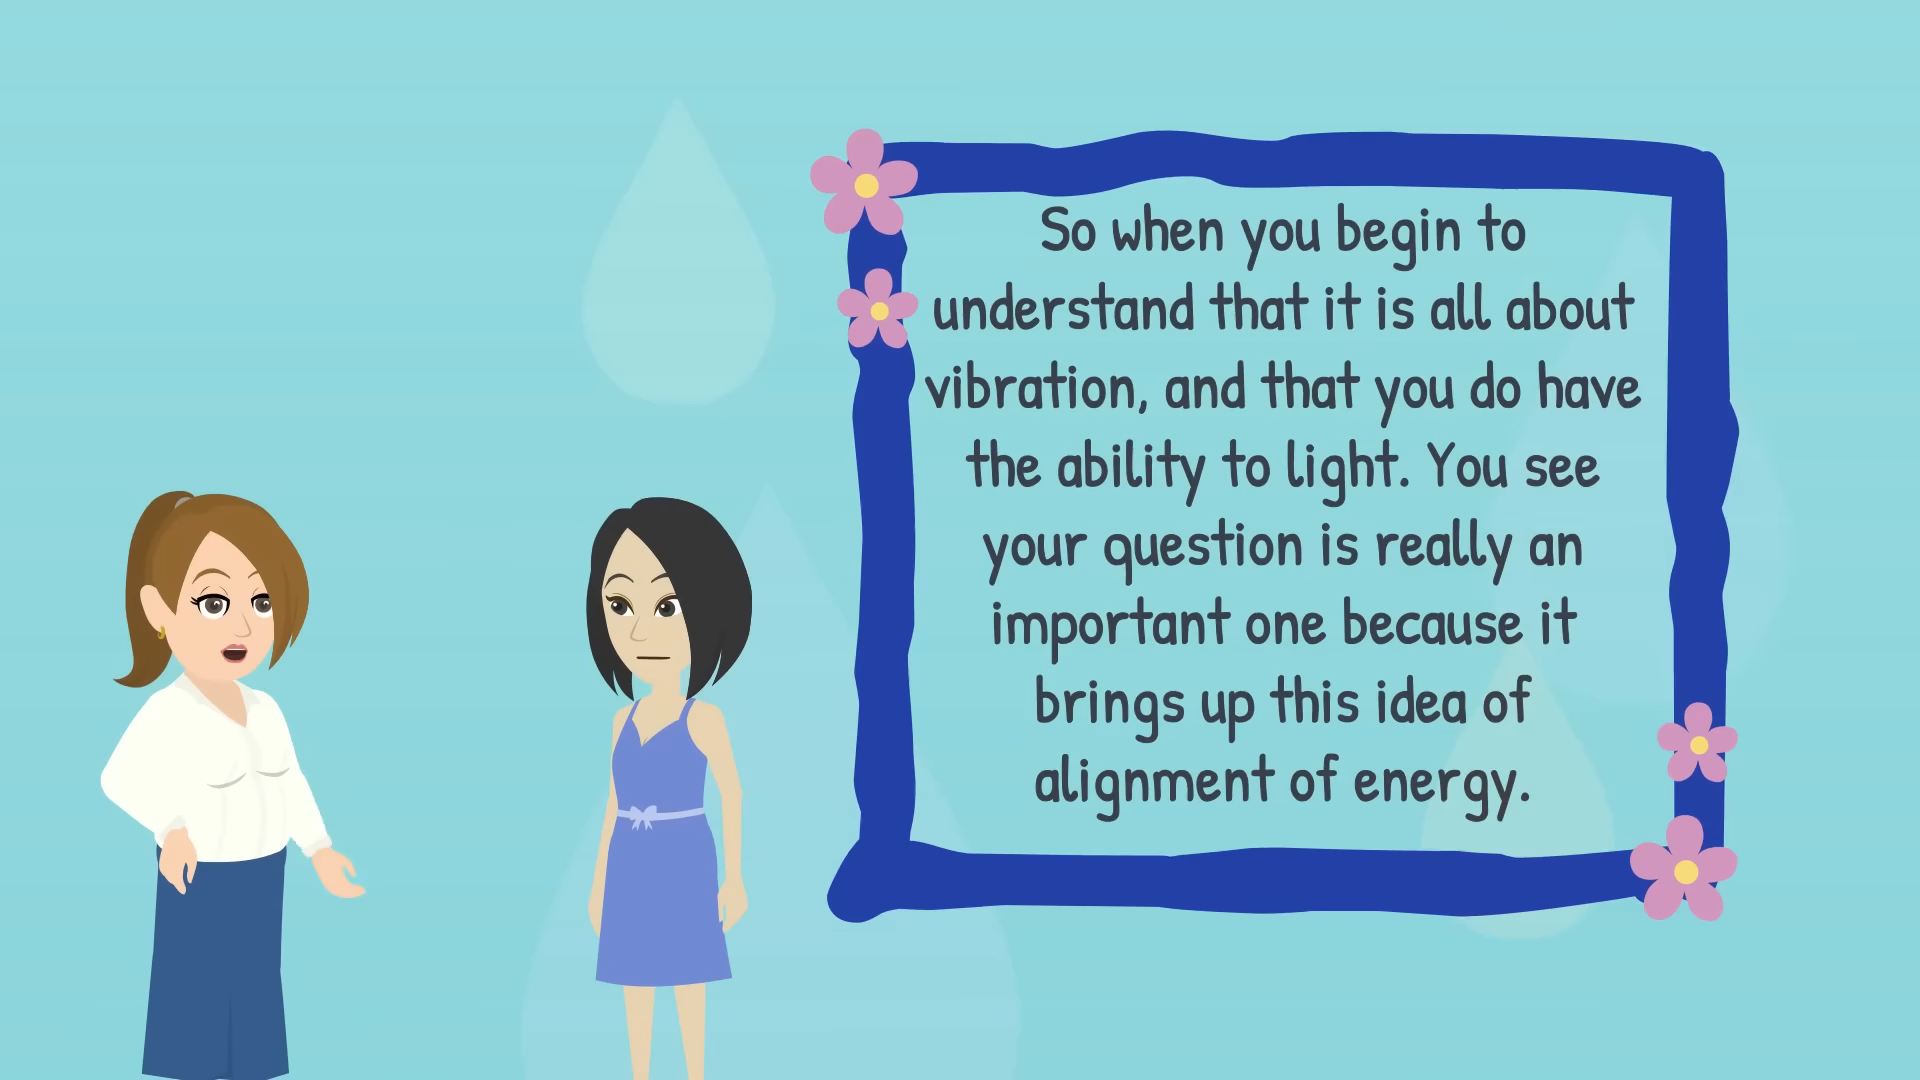 So when you begin to
understand that it is all about
vibration, and that you do have
the ability to light. You see
your question is really an
important one because it
brings up this idea of
alignment of energy.